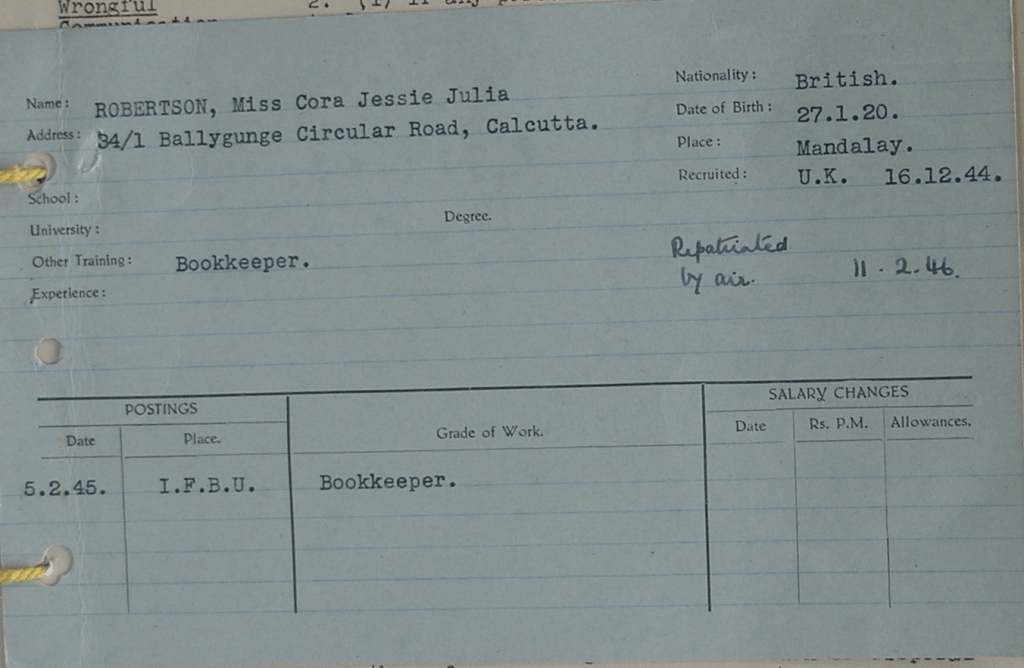 Wrongful
Name: ROBERTSON, Miss Cora Jessie Julia
Address: 34/1 Ballygunge Circular Road, Calcutta.
Nationality: British.
Date of Birth: 27.1.20.
Place: Mandalay.
Recruited: U.K. 16.12.44.
School:
University: Degree.
Other Training: Bookkeeper.
Experience:
Repatriated
by air. 11.2.46.
POSTINGS SALARY CHANGES
Date Place. Grade of Work. Date Rs. P.M. Allowances.
5.2.45. I.F.B.U. Bookkeeper.